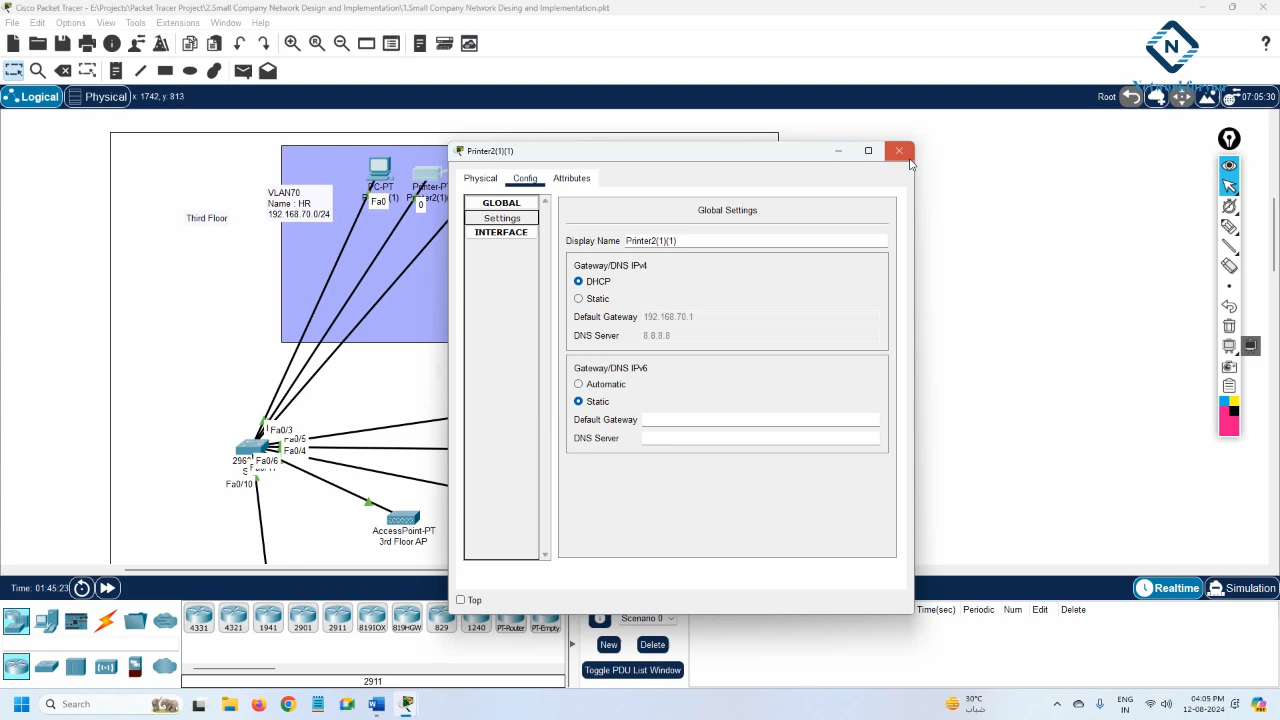 Cisco Packet Tracer - E:\Projects\Packet Tracer Project\2.Small Company Network Design and Implementation\1.Small Company Network Desing and Implementation.pkt
File Edit Options View Tools Extensions Window Help
N
?
Logical Physical x: 1742, y: 813 Root 07:05:30
Printer2(1)(1)
Physical Config Attributes
GLOBAL
Settings
INTERFACE
Global Settings
Display Name Printer2(1)(1)
Gateway/DNS IPv4
DHCP
Static
Default Gateway 192.168.70.1
DNS Server 8.8.8.8
Gateway/DNS IPv6
Automatic
Static
Default Gateway
DNS Server
Top
VLAN70
Name : HR
192.168.70.0/24
Third Floor
PC-PT
Fa0
0
Fa0/3
Fa0/5
Fa0/4
Fa0/6
Fa0/10
AccessPoint-PT
3rd Floor AP
Time: 01:45:23 Realtime Simulation
4331 4321 1941 2901 2911 819IOX 819HGW 829 1240 PT-Router PT-Empty
2911
Scenario 0
New Delete
Toggle PDU List Window
Time(sec) Periodic Num Edit Delete
Search
30°C
ضباب
ENG
IN
04:05 PM
12-08-2024